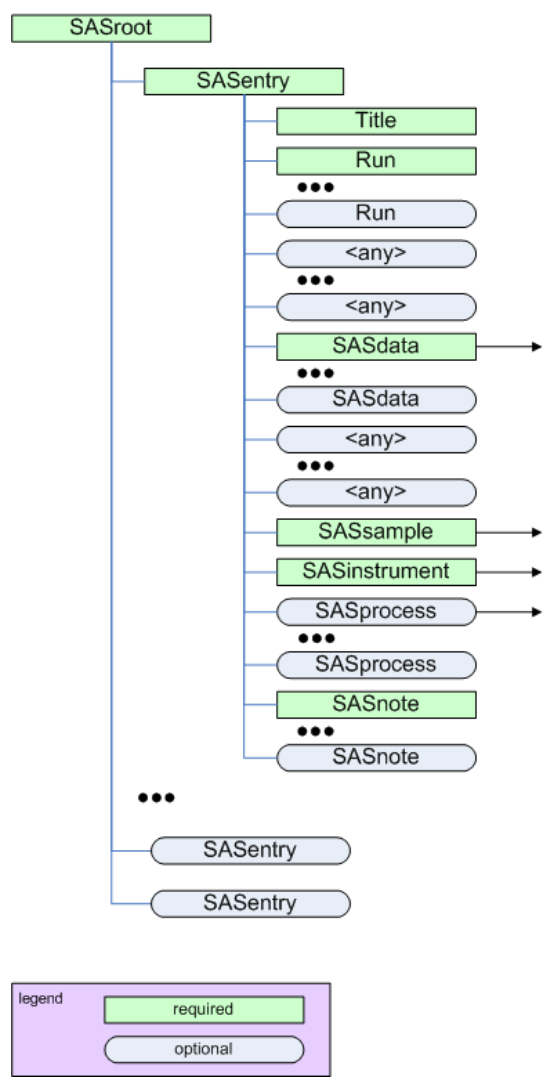 SASroot
SASentry
Title
Run
•••
Run
<any>
•••
<any>
SASdata
•••
SASdata
<any>
•••
<any>
SASsample
SASinstrument
SASprocess
•••
SASprocess
SASnote
•••
SASnote
•••
SASentry
SASentry
legend
required
optional